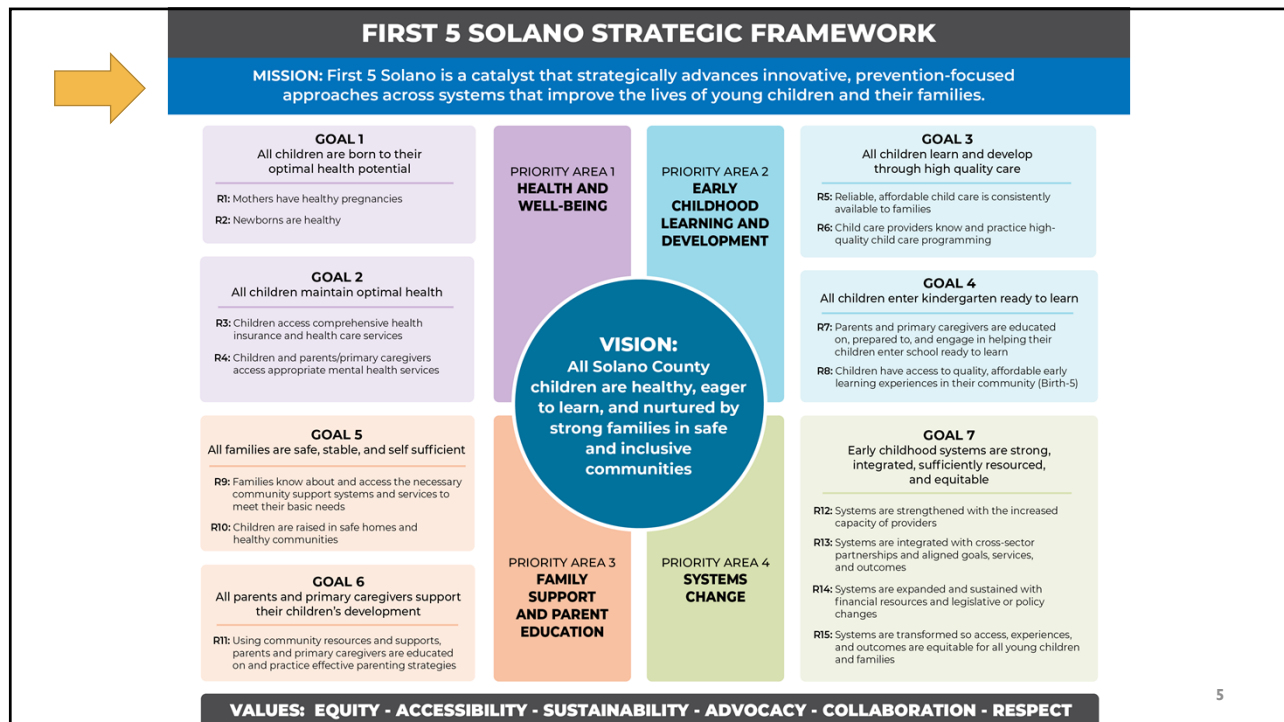 FIRST 5 SOLANO STRATEGIC FRAMEWORK
MISSION: First 5 Solano is a catalyst that strategically advances innovative, prevention-focused
approaches across systems that improve the lives of young children and their families.
GOAL 1
All children are born to their
optimal health potential
R1: Mothers have healthy pregnancies
R2: Newborns are healthy
GOAL 2
All children maintain optimal health
R3: Children access comprehensive health
insurance and health care services
R4: Children and parents/primary caregivers
access appropriate mental health services
PRIORITY AREA 1
HEALTH AND
WELL-BEING
PRIORITY AREA 2
EARLY
CHILDHOOD
LEARNING AND
DEVELOPMENT
GOAL 3
All children learn and develop
through high quality care
R5: Reliable, affordable child care is consistently
available to families
R6: Child care providers know and practice high-
quality child care programming
GOAL 4
All children enter kindergarten ready to learn
R7: Parents and primary caregivers are educated
on, prepared to, and engage in helping their
children enter school ready to learn
R8: Children have access to quality, affordable early
learning experiences in their community (Birth-5)
VISION:
All Solano County
children are healthy, eager
to learn, and nurtured by
strong families in safe
and inclusive
communities
GOAL 5
All families are safe, stable, and self sufficient
R9: Families know about and access the necessary
community support systems and services to
meet their basic needs
R10: Children are raised in safe homes and
healthy communities
GOAL 6
All parents and primary caregivers support
their children's development
R11: Using community resources and supports,
parents and primary caregivers are educated
on and practice effective parenting strategies
PRIORITY AREA 3
FAMILY
SUPPORT
AND PARENT
EDUCATION
PRIORITY AREA 4
SYSTEMS
CHANGE
GOAL 7
Early childhood systems are strong,
integrated, sufficiently resourced,
and equitable
R12: Systems are strengthened with the increased
capacity of providers
R13: Systems are integrated with cross-sector
partnerships and aligned goals, services,
and outcomes
R14: Systems are expanded and sustained with
financial resources and legislative or policy
changes
R15: Systems are transformed so access, experiences,
and outcomes are equitable for all young children
and families
VALUES: EQUITY - ACCESSIBILITY - SUSTAINABILITY - ADVOCACY - COLLABORATION - RESPECT
5